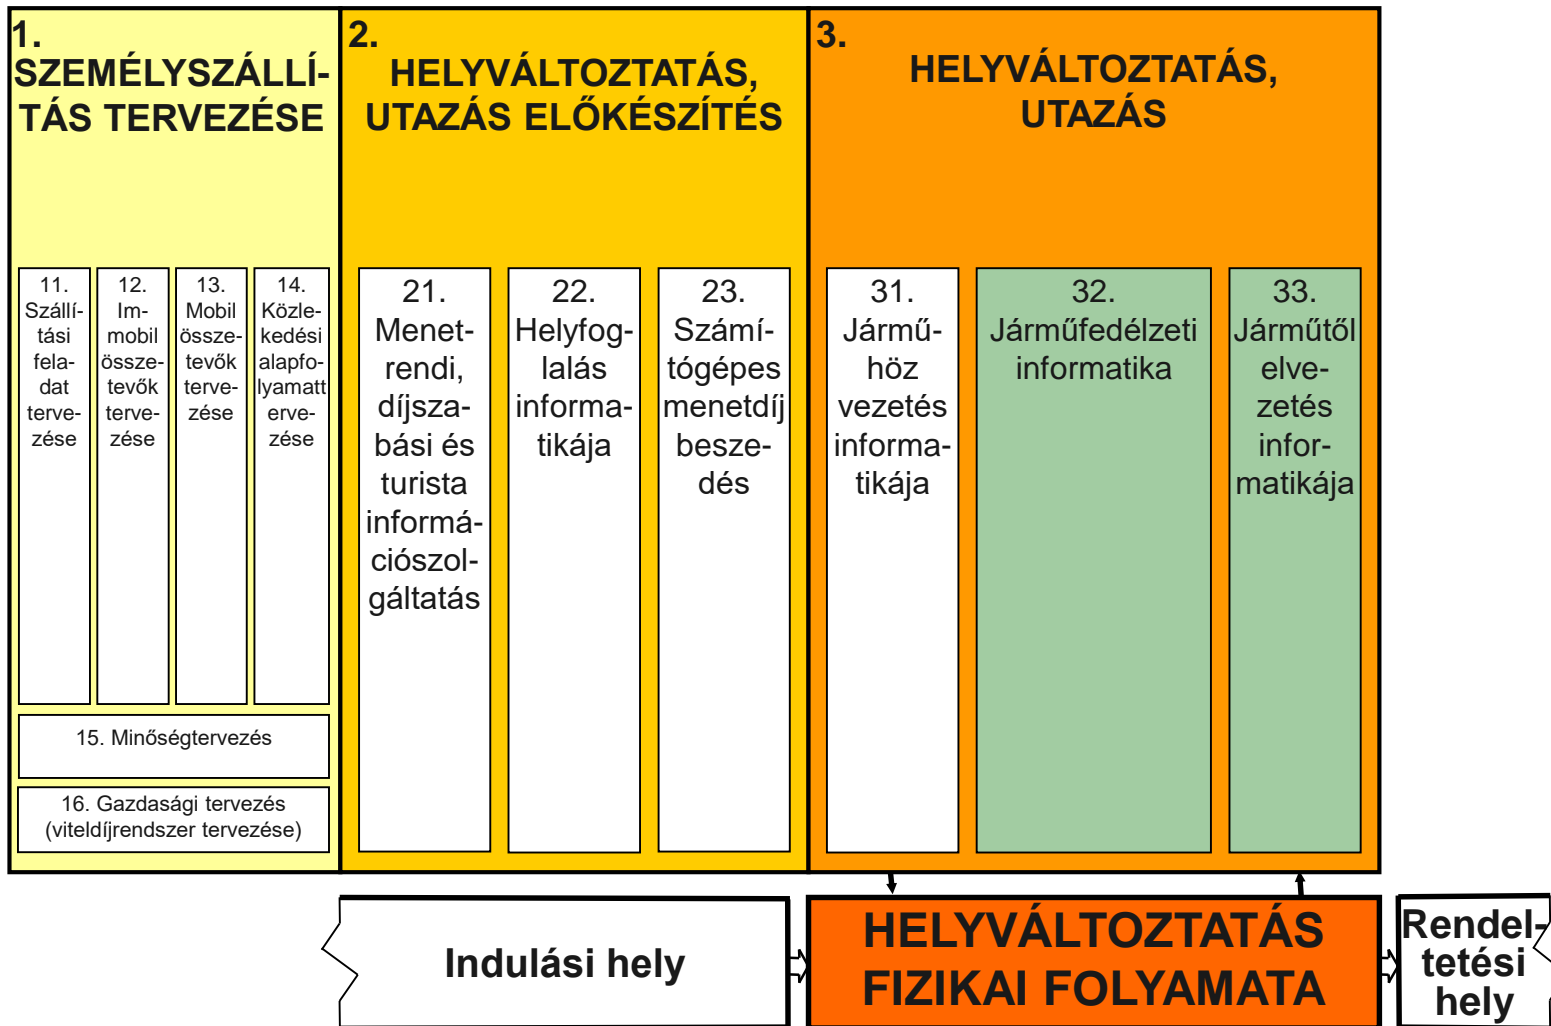 1.
SZEMÉLYSZÁLLÍ-
TÁS TERVEZÉSE
11.
Szállí-
tási
fela-
dat
terve-
zése
12.
Im-
mobil
össze-
tevők
terve-
zése
13.
Mobil
össze-
tevők
terve-
zése
14.
Közle-
kedési
alapfo-
lyamatt
erve-
zése
15. Minőségtervezés
16. Gazdasági tervezés
(viteldíjrendszer tervezése)
2.
HELYVÁLTOZTATÁS,
UTAZÁS ELŐKÉSZÍTÉS
21.
Menet-
rendi,
díjsza-
bási és
turista
informá-
ciószol-
gáltatás
22.
Helyfog-
lalás
informa-
tikája
23.
Számí-
tógépes
menetdíj
besze-
dés
3.
HELYVÁLTOZTATÁS,
UTAZÁS
31.
Jármű-
höz
vezetés
informa-
tikája
32.
Járműfedélzeti
informatika
33.
Járműtől
elve-
zetés
infor-
matikája
Indulási hely
HELYVÁLTOZTATÁS
FIZIKAI FOLYAMATA
Rendel-
tetési
hely